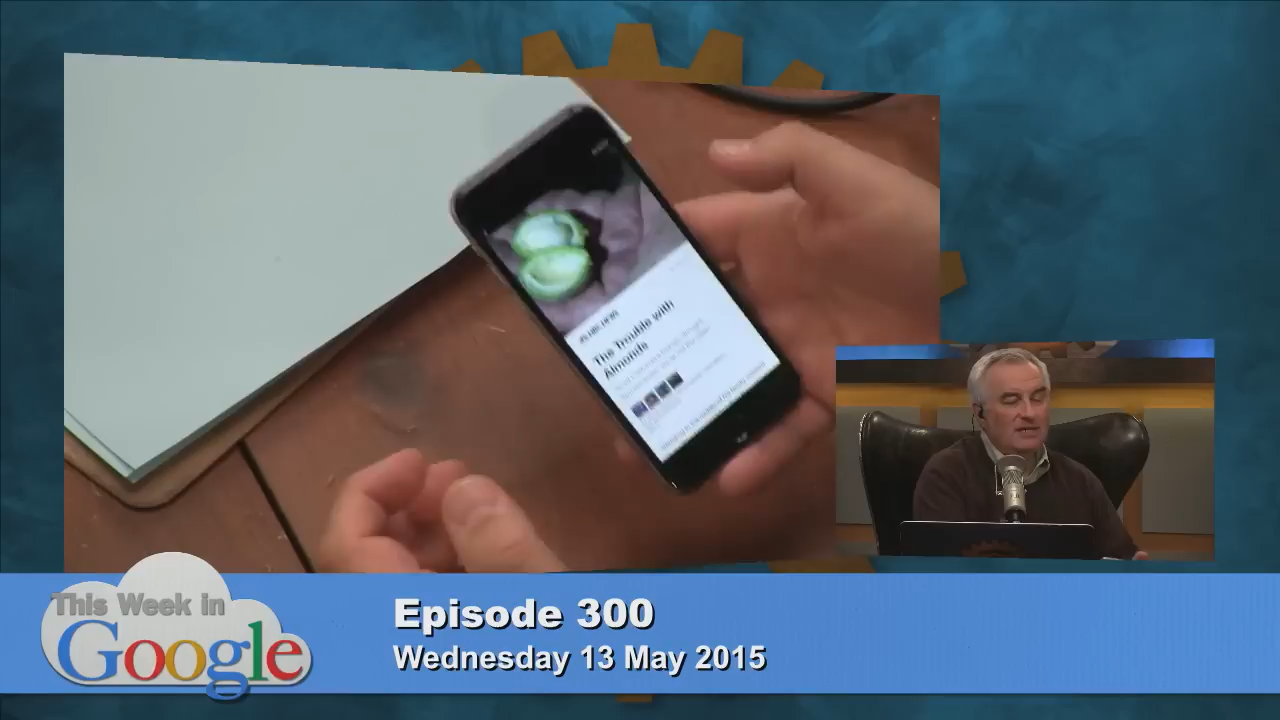 The Trouble with
Almonds
This Week in
Google
Episode 300
Wednesday 13 May 2015